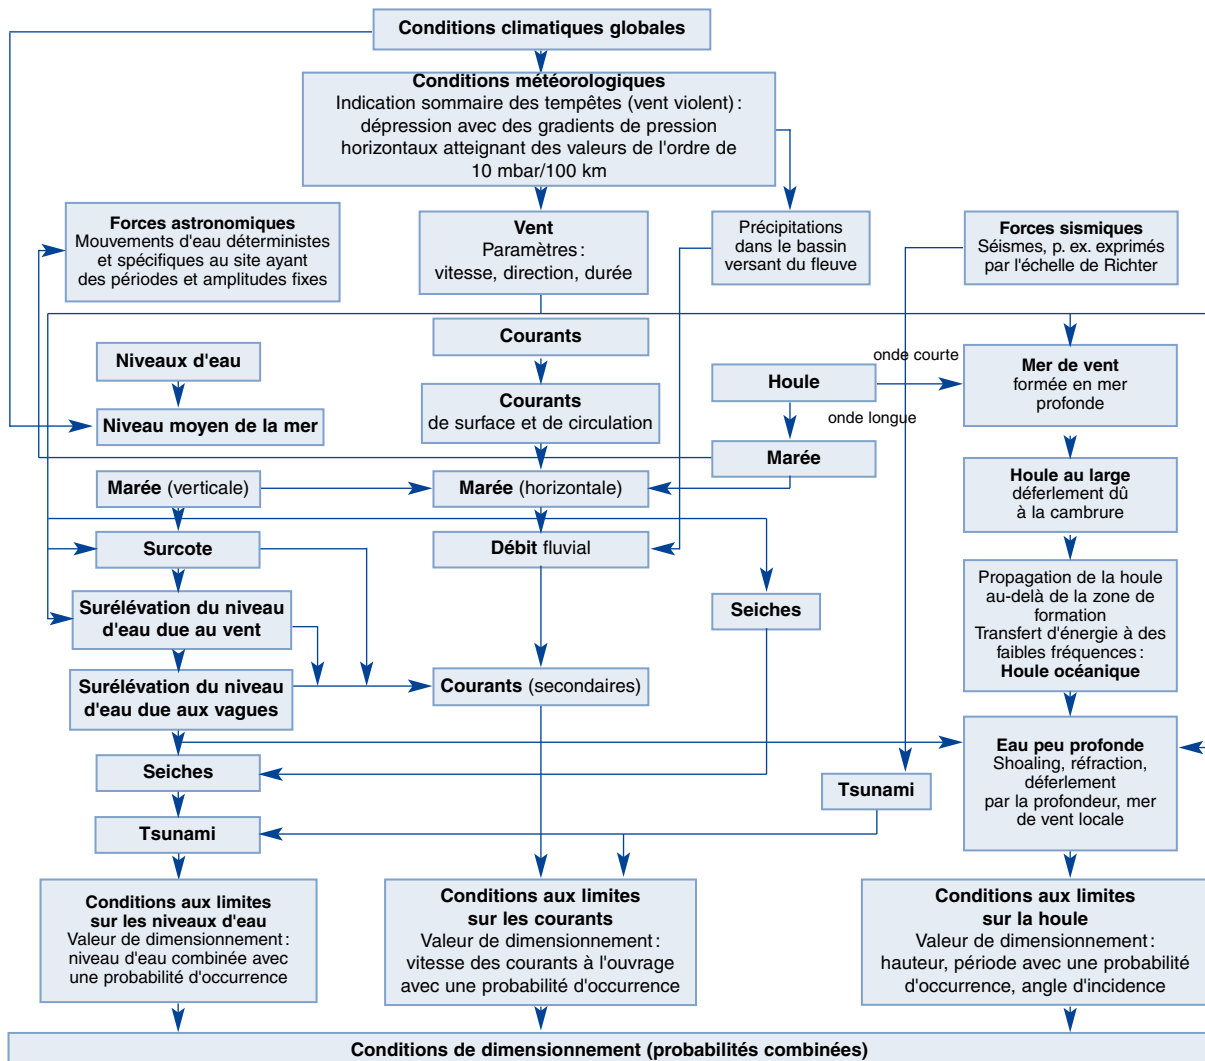 Conditions climatiques globales
Conditions météorologiques
Indication sommaire des tempêtes (vent violent) :
dépression avec des gradients de pression
horizontaux atteignant des valeurs de l'ordre de
10 mbar/100 km
Forces astronomiques
Mouvements d'eau déterministes
et spécifiques au site ayant
des périodes et amplitudes fixes
Vent
Paramètres :
vitesse, direction, durée
Précipitations
dans le bassin
versant du fleuve
Forces sismiques
Séismes, p. ex. exprimés
par l'échelle de Richter
Courants
Niveaux d'eau
Houle
onde courte
Mer de vent
formée en mer
profonde
Courants
de surface et de circulation
Niveau moyen de la mer
onde longue
Marée
Marée (verticale)
Marée (horizontale)
Houle au large
déferlement dû
à la cambrure
Surcote
Débit fluvial
Seiches
Propagation de la houle
au-delà de la zone de
formation
Transfert d'énergie à des
faibles fréquences :
Houle océanique
Surélévation du niveau
d'eau due au vent
Surélévation du niveau
d'eau due aux vagues
Courants (secondaires)
Eau peu profonde
Shoaling, réfraction,
déferlement
par la profondeur, mer
de vent locale
Seiches
Tsunami
Tsunami
Conditions aux limites
sur les niveaux d'eau
Valeur de dimensionnement :
niveau d'eau combinée avec
une probabilité d'occurrence
Conditions aux limites
sur les courants
Valeur de dimensionnement :
vitesse des courants à l'ouvrage
avec une probabilité d'occurrence
Conditions aux limites
sur la houle
Valeur de dimensionnement :
hauteur, période avec une probabilité
d'occurrence, angle d'incidence
Conditions de dimensionnement (probabilités combinées)